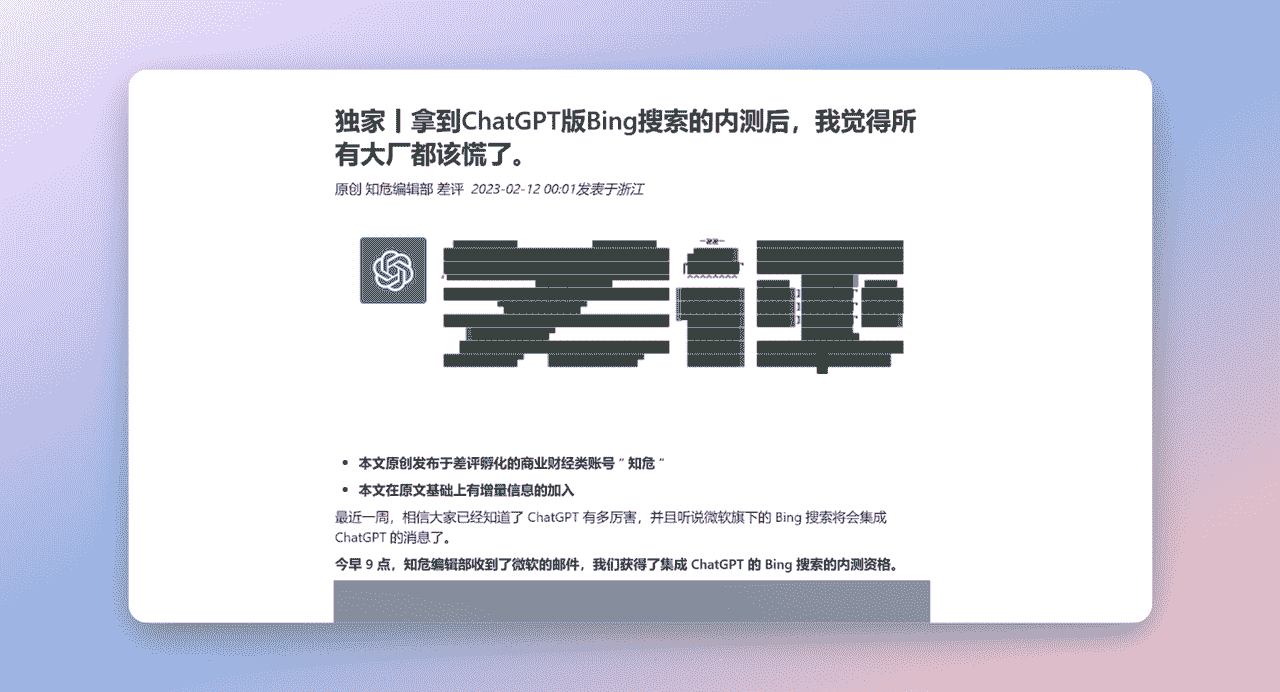 独家丨拿到ChatGPT版Bing搜索的内测后，我觉得所
有大厂都该慌了。
原创 知危编辑部 差评 2023-02-12 00:01发表于浙江
本文原创发布于差评孵化的商业财经类账号 “ 知危 ”
本文在原文基础上有增量信息的加入
最近一周，相信大家已经知道了 ChatGPT 有多厉害，并且听说微软旗下的 Bing 搜索将会集成
ChatGPT 的消息了。
今早 9 点，知危编辑部收到了微软的邮件，我们获得了集成 ChatGPT 的 Bing 搜索的内测资格。